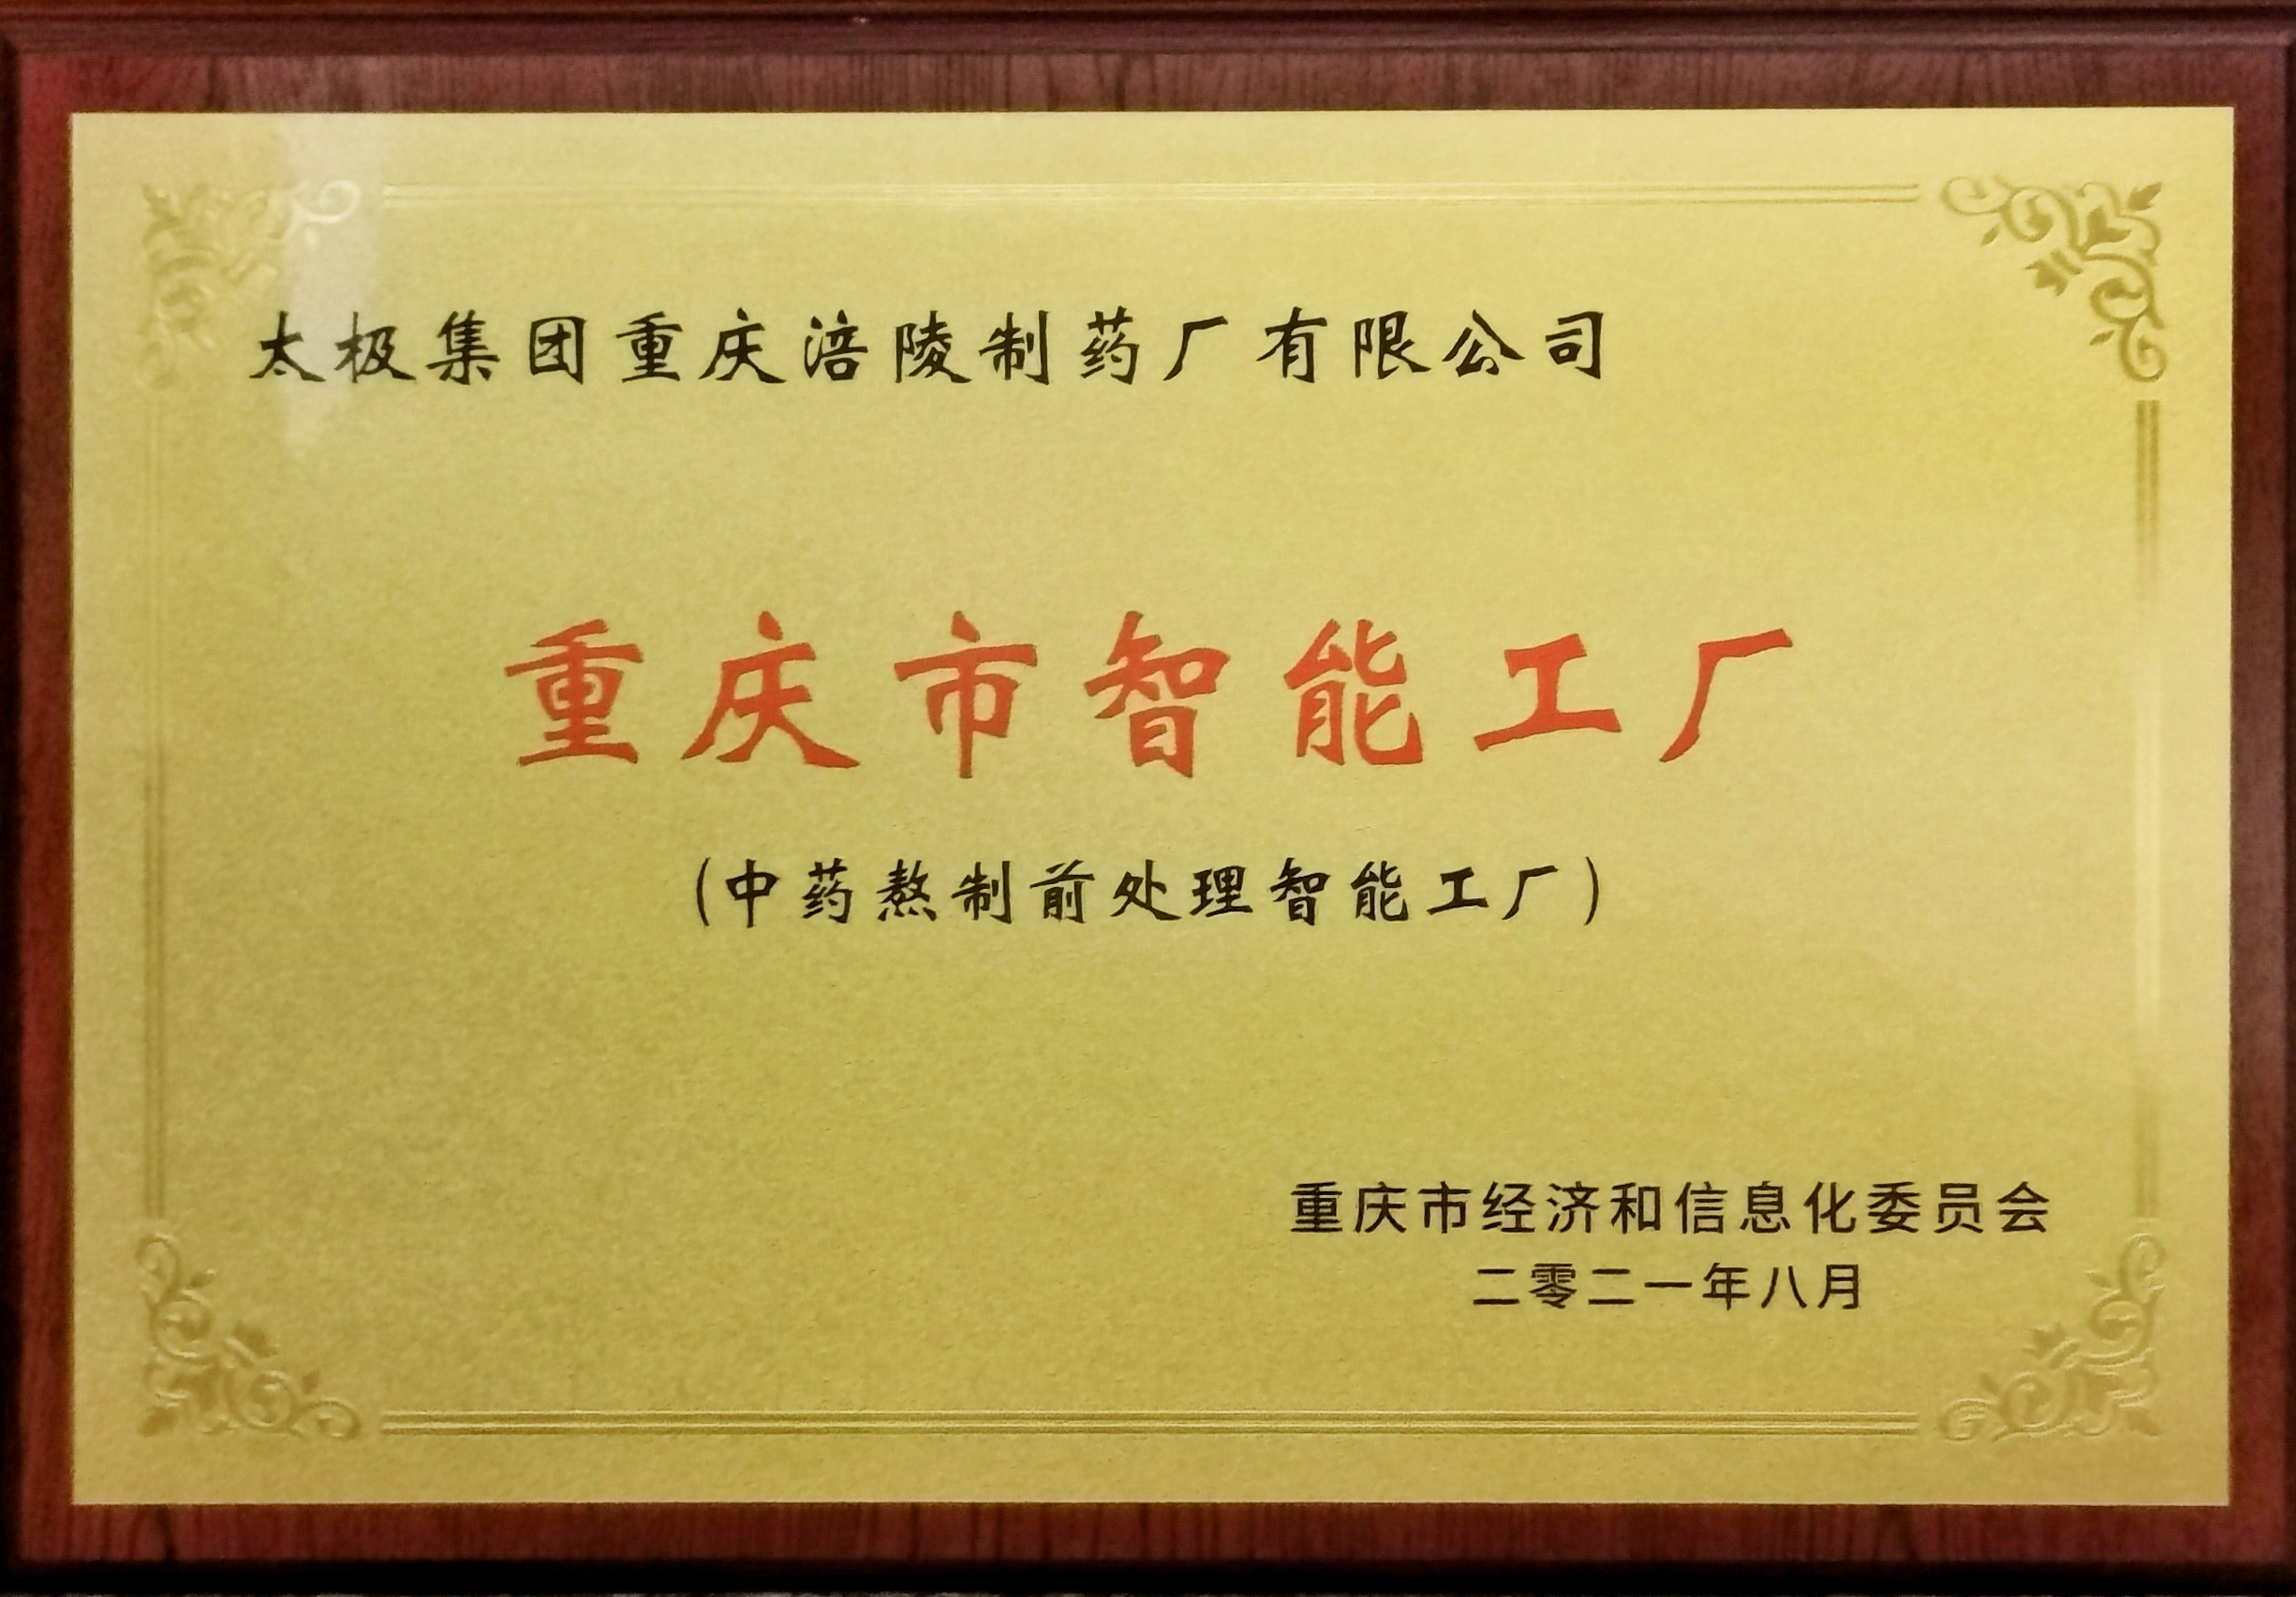 太极集团重庆涪陵制药厂有限公司
重庆市智能工厂
（中药熬制前处理智能工厂）
重庆市经济和信息化委员会
二零二一年八月